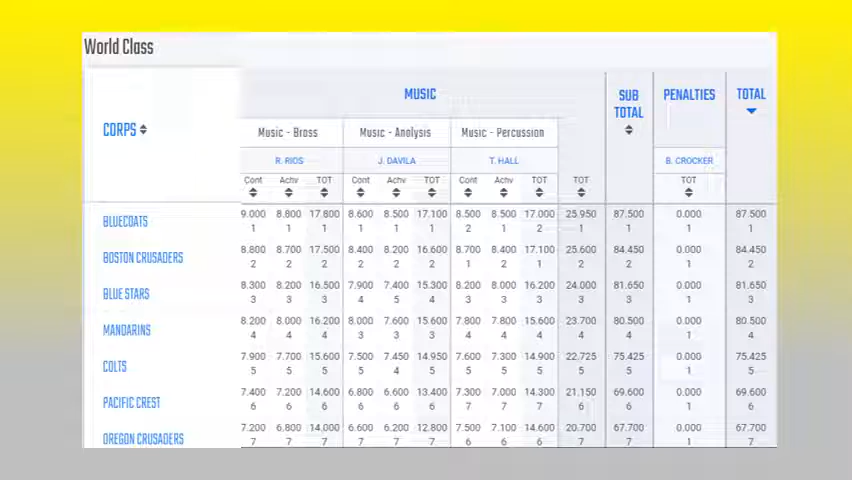 World Class
CORPS MUSIC SUB TOTAL PENALTIES TOTAL
Music - Brass Music - Analysis Music - Percussion
R. RIOS J. DAVILA T. HALL B. CROCKER
Cont Achv TOT Cont Achv TOT Cont Achv TOT TOT TOT
BLUECOATS 9.000 8.800 17.800 8.600 8.500 17.100 8.500 8.500 17.000 25.950 87.500 0.000 87.500
1 1 1 1 1 1 2 1 2 1 1 1 1
BOSTON CRUSADERS 8.800 8.700 17.500 8.400 8.200 16.600 8.700 8.400 17.100 25.600 84.450 0.000 84.450
2 2 2 2 2 2 1 2 1 2 2 1 2
BLUE STARS 8.300 8.200 16.500 7.900 7.400 15.300 8.200 8.000 16.200 24.000 81.650 0.000 81.650
3 3 3 4 5 4 3 3 3 3 3 1 3
MANDARINS 8.200 8.000 16.200 8.000 7.600 15.600 7.800 7.800 15.600 23.700 80.500 0.000 80.500
4 4 4 3 3 3 4 4 4 4 4 1 4
COLTS 7.900 7.700 15.600 7.500 7.450 14.950 7.600 7.300 14.900 22.725 75.425 0.000 75.425
5 5 5 5 4 5 5 5 5 5 5 1 5
PACIFIC CREST 7.400 7.200 14.600 6.800 6.600 13.400 7.300 7.000 14.300 21.150 69.600 0.000 69.600
6 6 6 6 6 6 7 7 7 6 6 1 6
OREGON CRUSADERS 7.200 6.800 14.000 6.600 6.200 12.800 7.500 7.100 14.600 20.700 67.700 0.000 67.700
7 7 7 7 7 7 6 6 6 7 7 1 7